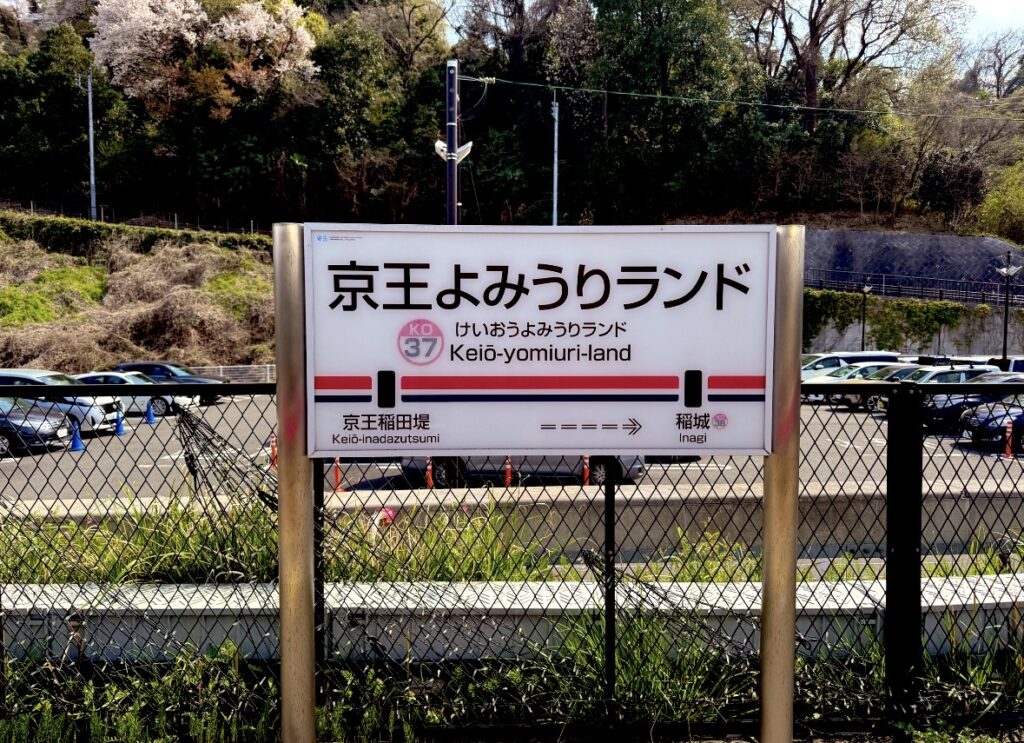 京王よみうりランド
KO
37
けいおうよみうりランド
Keiō-yomiuri-land
京王稲田堤
Keiō-inadazutsumi
稲城
38
Inagi